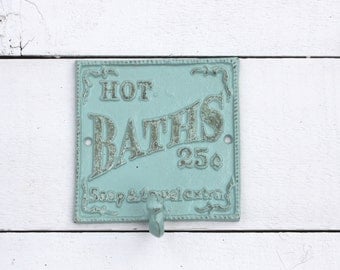 HOT
BATHS
25¢
Soap & towel extra